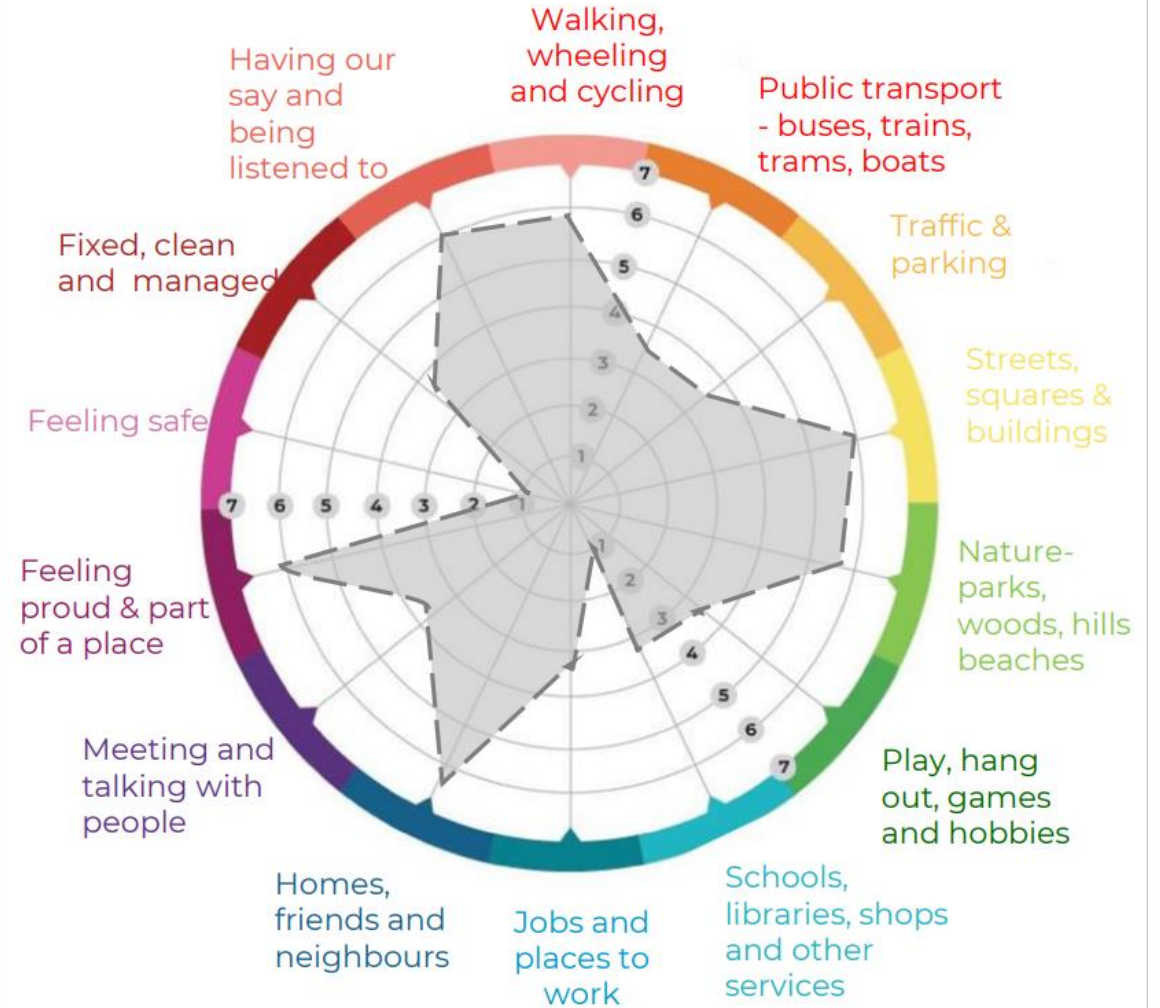 Walking,
wheeling
and cycling
Public transport
- buses, trains,
trams, boats
Traffic &
parking
Streets,
squares &
buildings
Nature-
parks,
woods, hills
beaches
Play, hang
out, games
and hobbies
Schools,
libraries, shops
and other
services
Jobs and
places to
work
Homes,
friends and
neighbours
Meeting and
talking with
people
Feeling
proud & part
of a place
Feeling safe
Fixed, clean
and  managed
Having our
say and
being
listened to
7
6
5
4
3
2
1
7 6 5 4 3 2 1
1
2
3
4
5
6
7